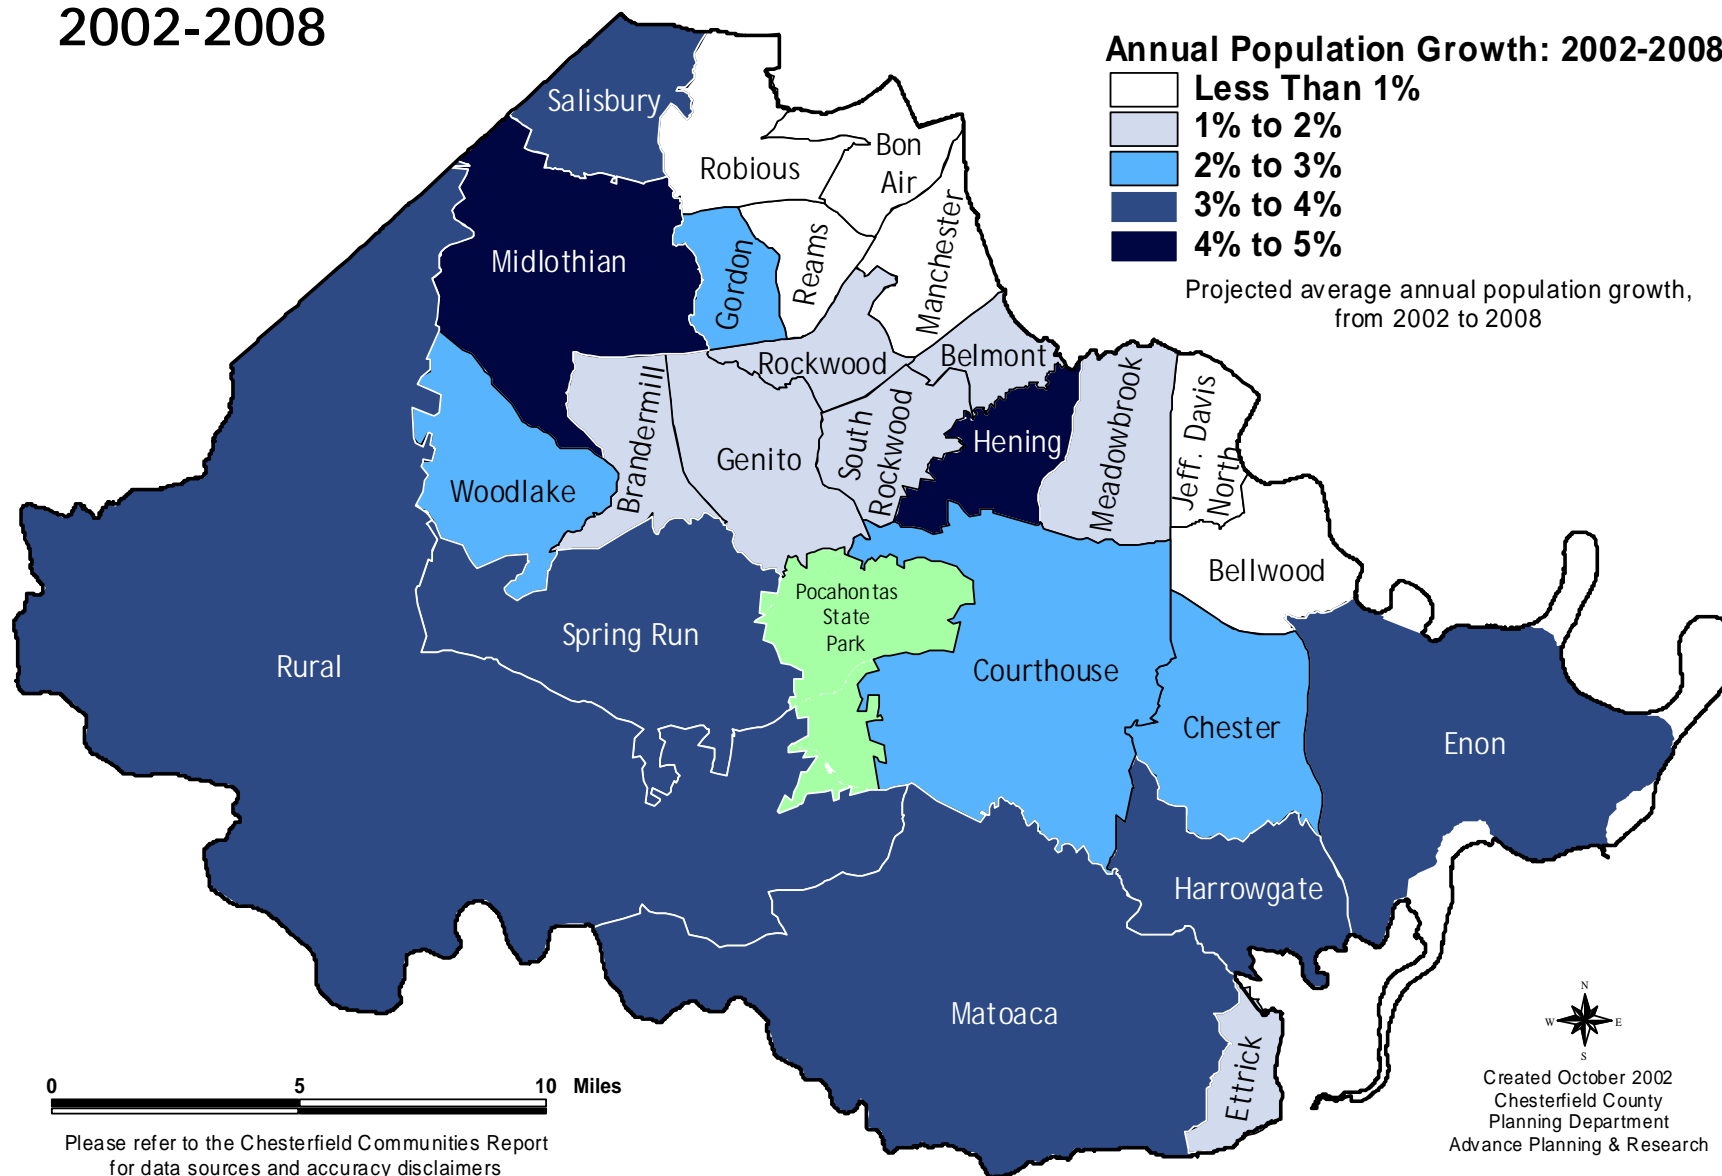 2002-2008
Annual Population Growth: 2002-2008
Less Than 1%
1% to 2%
2% to 3%
3% to 4%
4% to 5%
Projected average annual population growth,
from 2002 to 2008
Salisbury
Robious
Bon
Air
Midlothian
Gordon
Reams
Manchester
Rockwood
Belmont
Brandermill
Genito
South
Rockwood
Hening
Meadowbrook
Jeff. Davis
North
Woodlake
Bellwood
Pocahontas
State
Park
Spring Run
Rural
Courthouse
Chester
Enon
Harrowgate
Matoaca
Ettrick
N
W
E
S
0 5 10 Miles
Please refer to the Chesterfield Communities Report
for data sources and accuracy disclaimers
Created October 2002
Chesterfield County
Planning Department
Advance Planning & Research